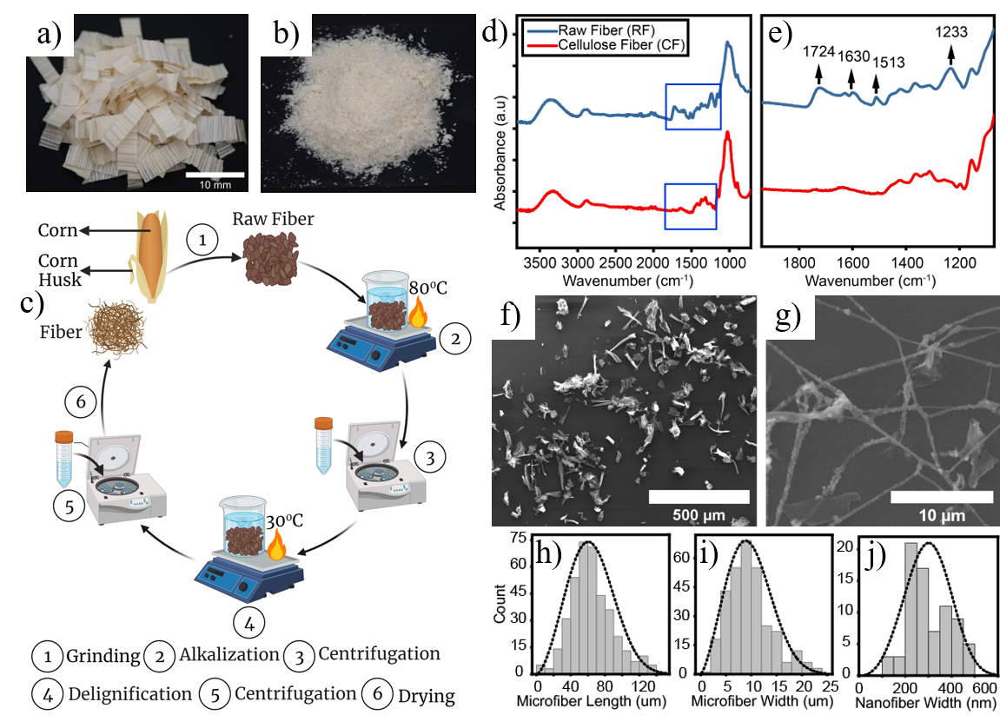 a)
10 mm
b)
c)
Corn
Corn
Husk
1
Raw Fiber
80°C
2
3
30°C
4
5
6
Fiber
1 Grinding 2 Alkalization 3 Centrifugation
4 Delignification 5 Centrifugation 6 Drying
d)
Raw Fiber (RF)
Cellulose Fiber (CF)
Absorbance (a.u)
3500 3000 2500 2000 1500 1000
Wavenumber (cm⁻¹)
e)
1724
1630
1513
1233
1800 1600 1400 1200
Wavenumber (cm⁻¹)
f)
500 µm
g)
10 µm
h)
Count
75
60
45
30
15
0
0 40 80 120
Microfiber Length (um)
i)
60
45
30
15
0
0 5 10 15 20 25
Microfiber Width (um)
j)
20
15
10
5
0
0 200 400 600
Nanofiber Width (nm)